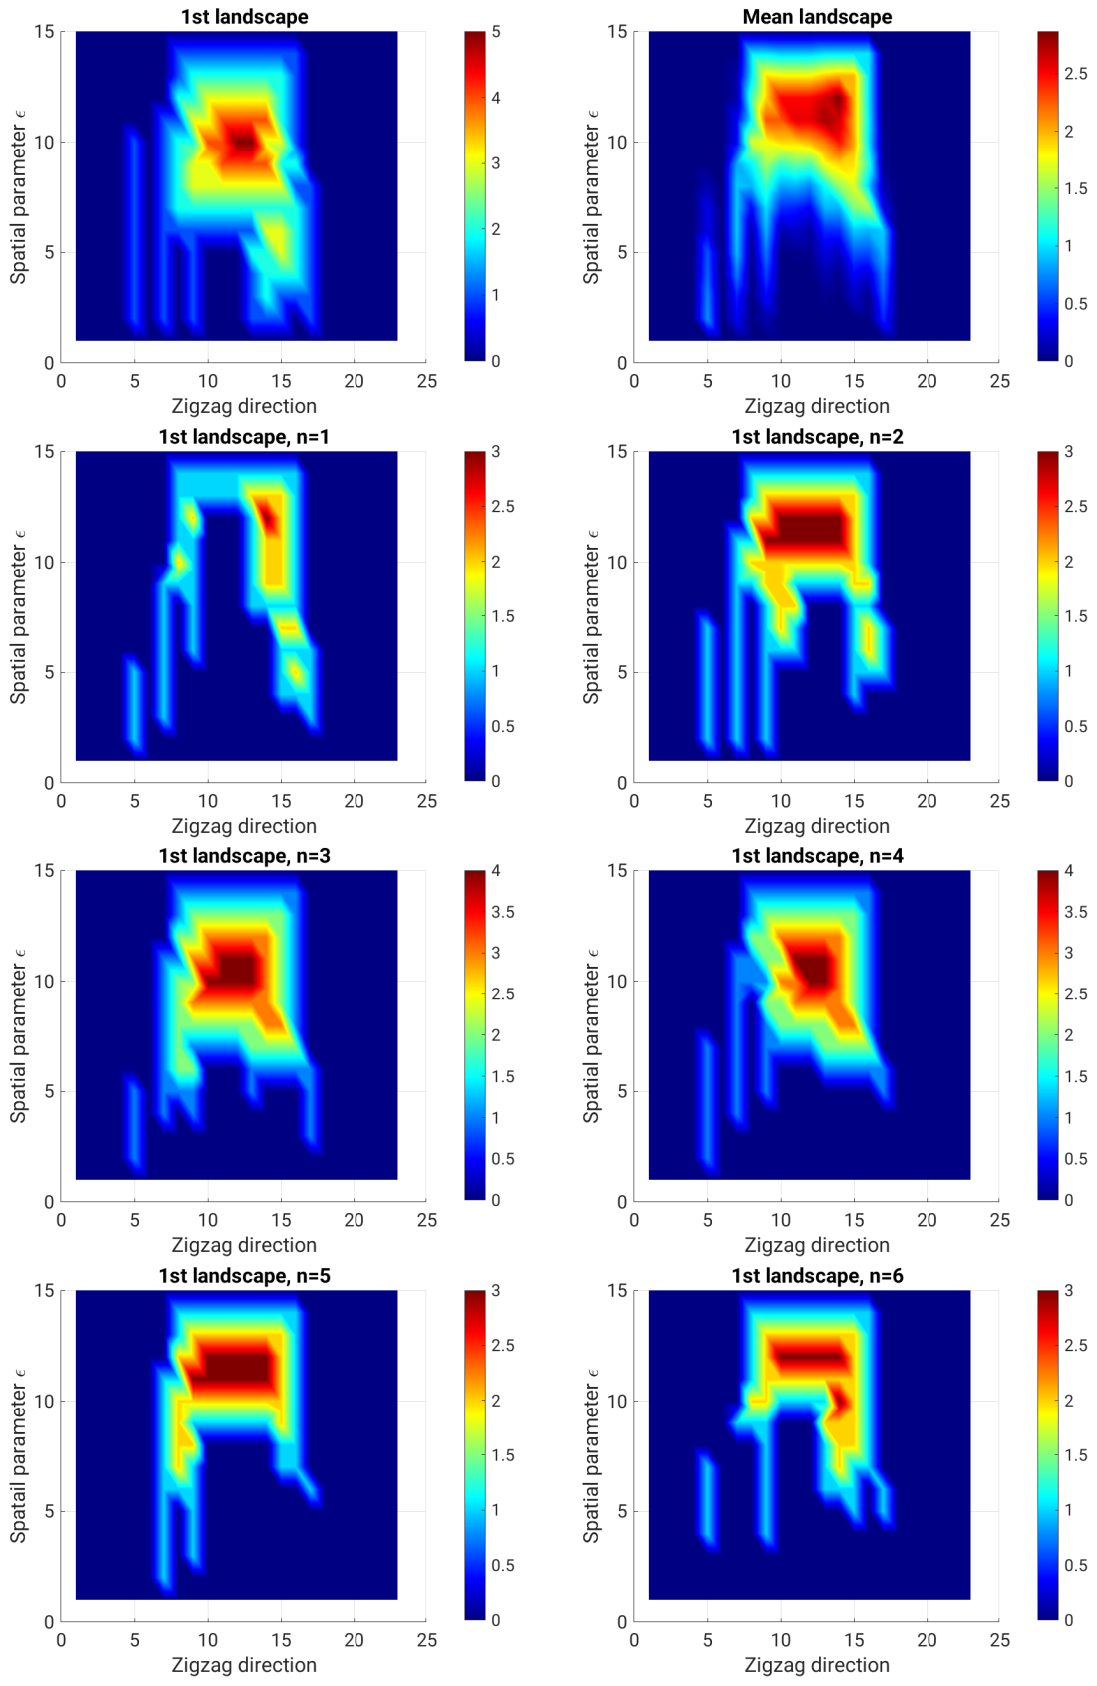 1st landscape
Mean landscape
15
10
5
0
Spatial parameter ϵ
0 5 10 15 20 25
Zigzag direction
5
4
3
2
1
0
15
10
5
0
Spatial parameter ϵ
0 5 10 15 20 25
Zigzag direction
2.5
2
1.5
1
0.5
0
1st landscape, n=1
1st landscape, n=2
15
10
5
0
Spatial parameter ϵ
0 5 10 15 20 25
Zigzag direction
3
2.5
2
1.5
1
0.5
0
15
10
5
0
Spatial parameter ϵ
0 5 10 15 20 25
Zigzag direction
3
2.5
2
1.5
1
0.5
0
1st landscape, n=3
1st landscape, n=4
15
10
5
0
Spatial parameter ϵ
0 5 10 15 20 25
Zigzag direction
4
3.5
3
2.5
2
1.5
1
0.5
0
15
10
5
0
Spatial parameter ϵ
0 5 10 15 20 25
Zigzag direction
4
3.5
3
2.5
2
1.5
1
0.5
0
1st landscape, n=5
1st landscape, n=6
15
10
5
0
Spatail parameter ϵ
0 5 10 15 20 25
Zigzag direction
3
2.5
2
1.5
1
0.5
0
15
10
5
0
Spatial parameter ϵ
0 5 10 15 20 25
Zigzag direction
3
2.5
2
1.5
1
0.5
0